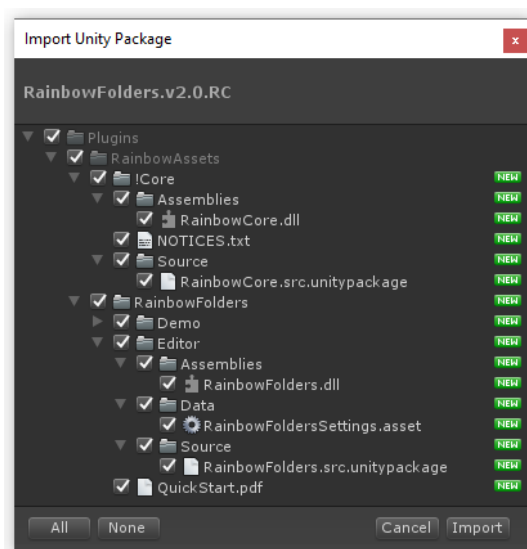 Import Unity Package
x
RainbowFolders.v2.0.RC
Plugins
RainbowAssets
!Core NEW
Assemblies NEW
RainbowCore.dll NEW
NOTICES.txt NEW
Source NEW
RainbowCore.src.unitypackage NEW
RainbowFolders NEW
Demo NEW
Editor NEW
Assemblies NEW
RainbowFolders.dll NEW
Data NEW
RainbowFoldersSettings.asset NEW
Source NEW
RainbowFolders.src.unitypackage NEW
QuickStart.pdf NEW
All None Cancel Import